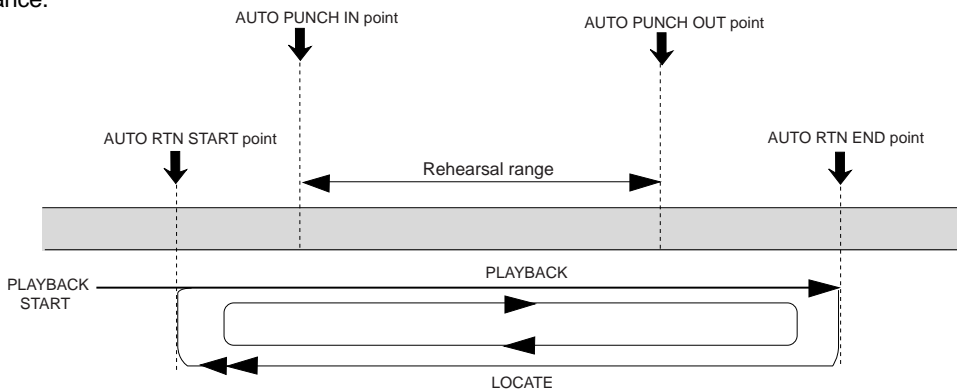 AUTO PUNCH IN point
AUTO PUNCH OUT point
AUTO RTN START point
AUTO RTN END point
Rehearsal range
PLAYBACK
PLAYBACK
START
LOCATE